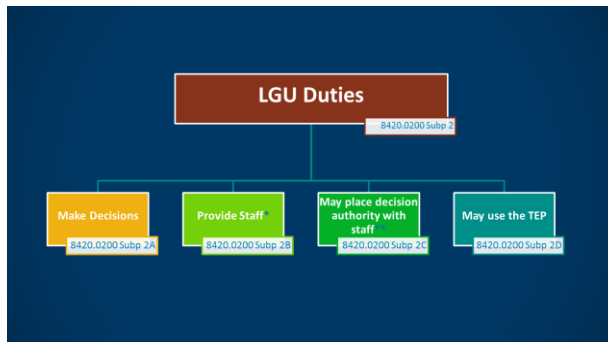 LGU Duties
8420.0200 Subp 2
Make Decisions
8420.0200 Subp 2A
Provide Staff*
8420.0200 Subp 2B
May place decision
authority with
staff**
8420.0200 Subp 2C
May use the TEP
8420.0200 Subp 2D